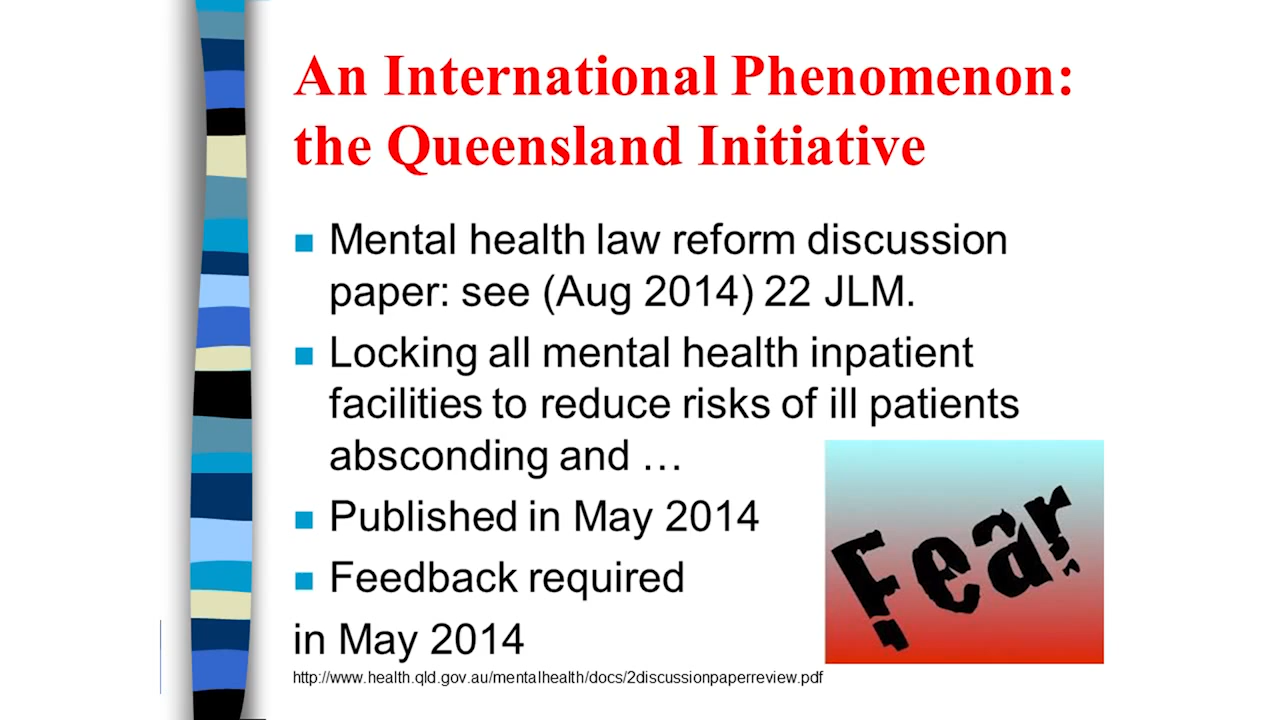 An International Phenomenon:
the Queensland Initiative
Mental health law reform discussion
paper: see (Aug 2014) 22 JLM.
Locking all mental health inpatient
facilities to reduce risks of ill patients
absconding and …
Published in May 2014
Feedback required
in May 2014
Fear
http://www.health.qld.gov.au/mentalhealth/docs/2discussionpaperreview.pdf